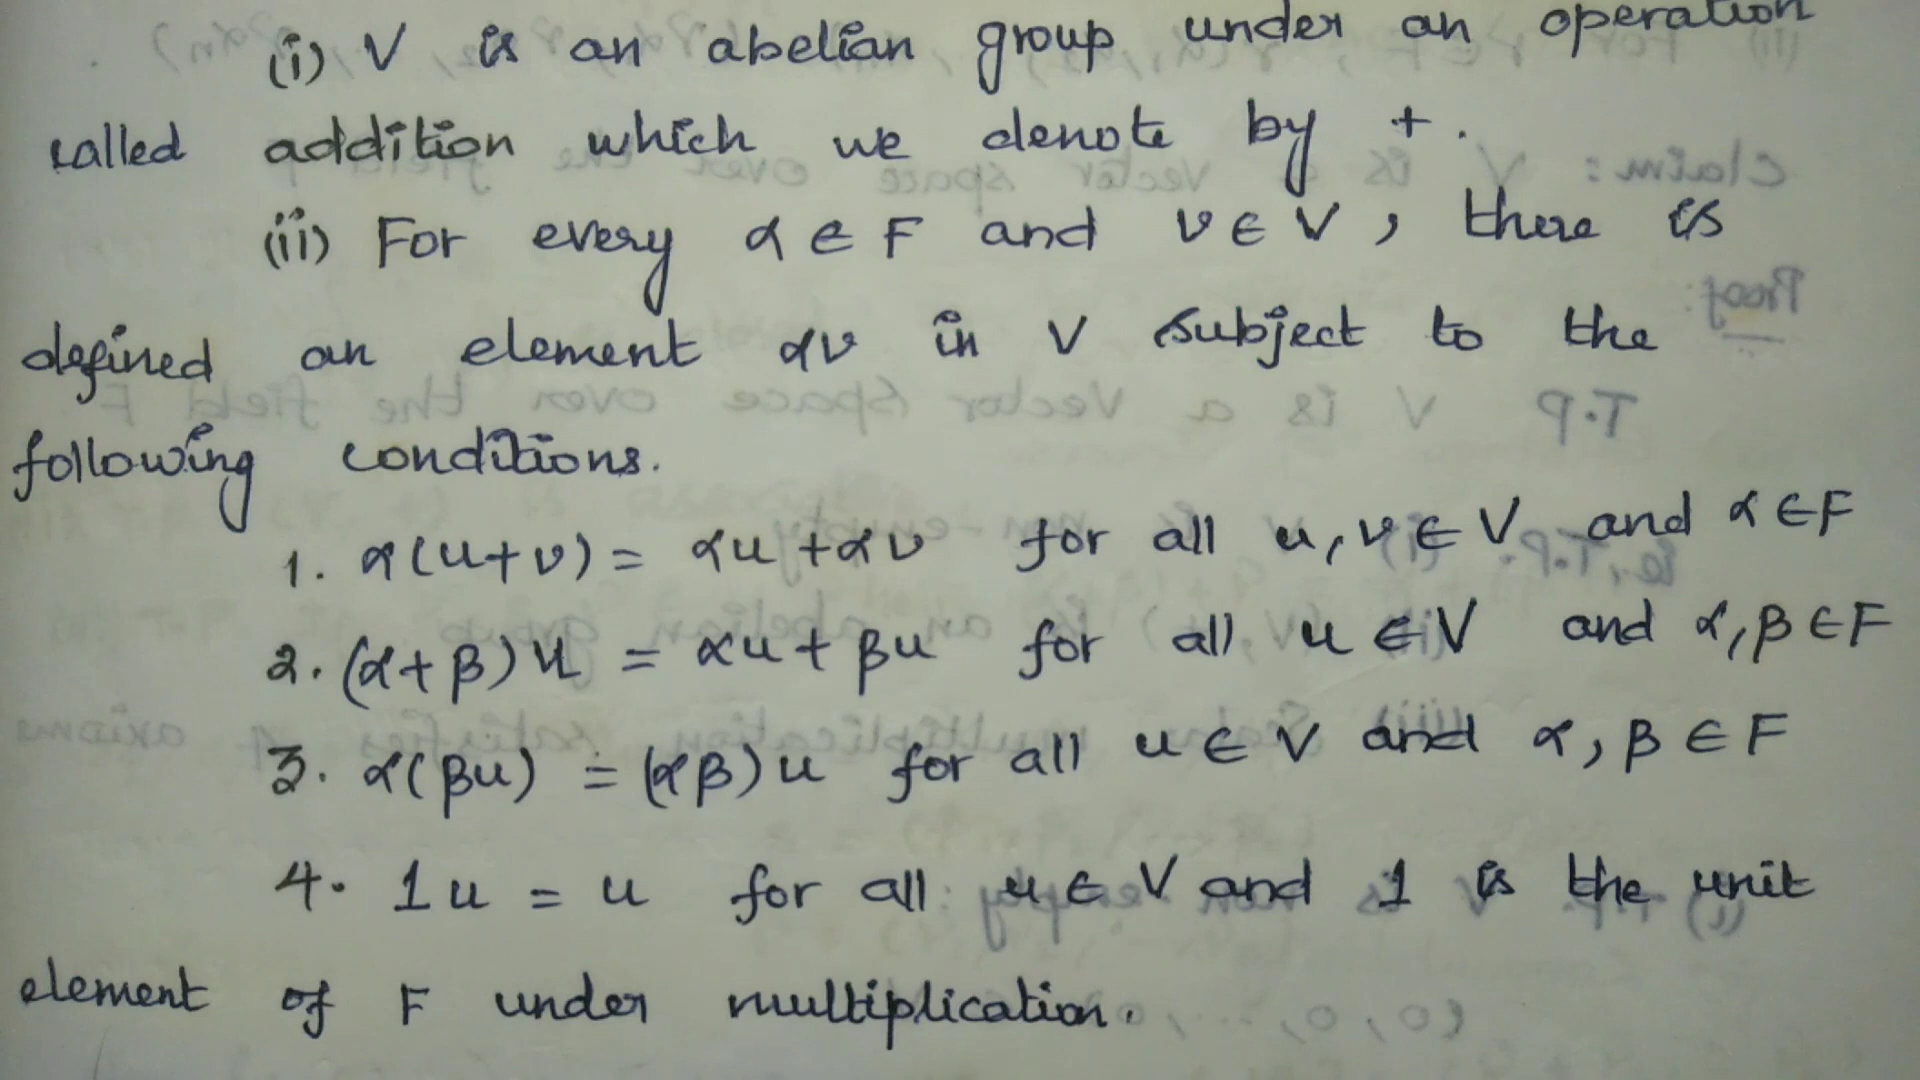 (i) V is an abelian group under an operation
called addition which we denote by +.
(ii) For every α ∈ F and v ∈ V, there is
defined an element αv in V subject to the
following conditions.
1. α(u+v) = αu + αv for all u, v ∈ V and α ∈ F
2. (α+β)u = αu + βu for all u ∈ V and α, β ∈ F
3. α(βu) = (αβ)u for all u ∈ V and α, β ∈ F
4. 1u = u for all u ∈ V and 1 is the unit
element of F under multiplication.